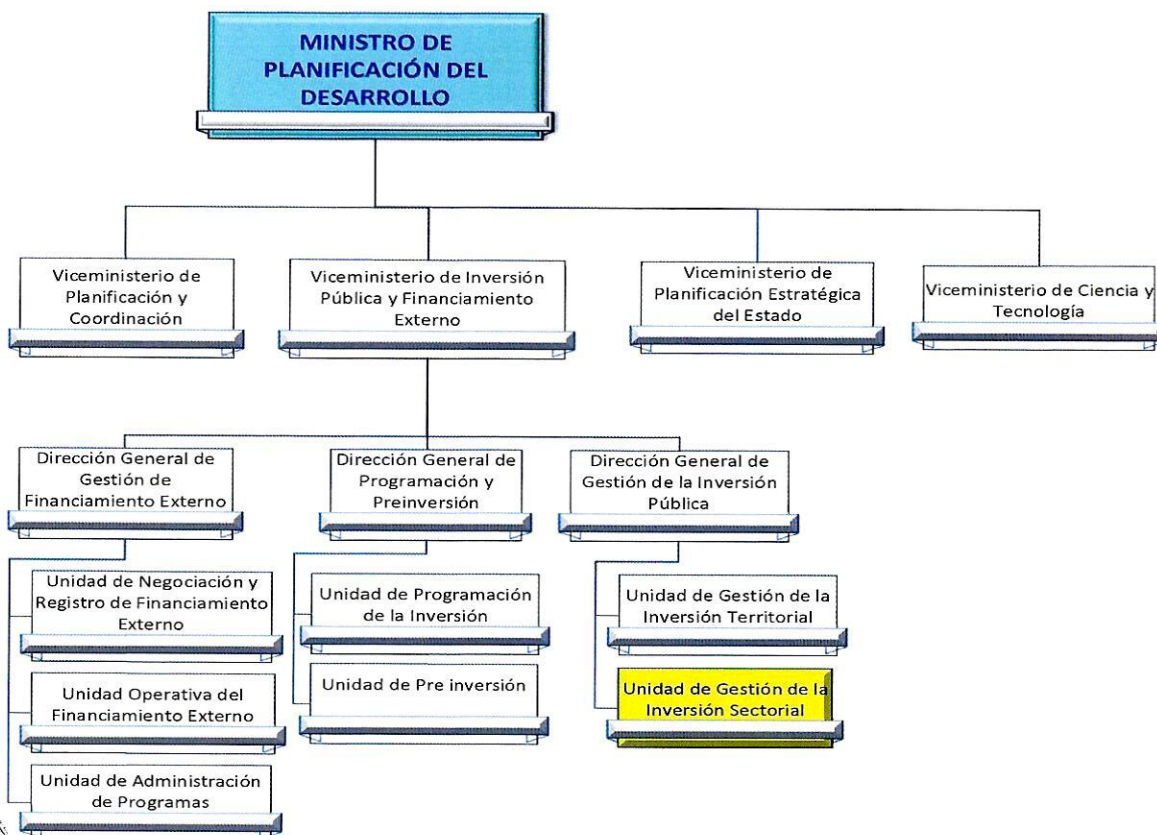 MINISTRO DE
PLANIFICACIÓN DEL
DESARROLLO
Viceministerio de
Planificación y
Coordinación
Viceministerio de Inversión
Pública y Financiamiento
Externo
Viceministerio de
Planificación Estratégica
del Estado
Viceministerio de Ciencia y
Tecnología
Dirección General de
Gestión de
Financiamiento Externo
Dirección General de
Programación y
Preinversión
Dirección General de
Gestión de la Inversión
Pública
Unidad de Negociación y
Registro de Financiamiento
Externo
Unidad Operativa del
Financiamiento Externo
Unidad de Administración
de Programas
Unidad de Programación
de la Inversión
Unidad de Pre inversión
Unidad de Gestión de la
Inversión Territorial
Unidad de Gestión de la
Inversión Sectorial